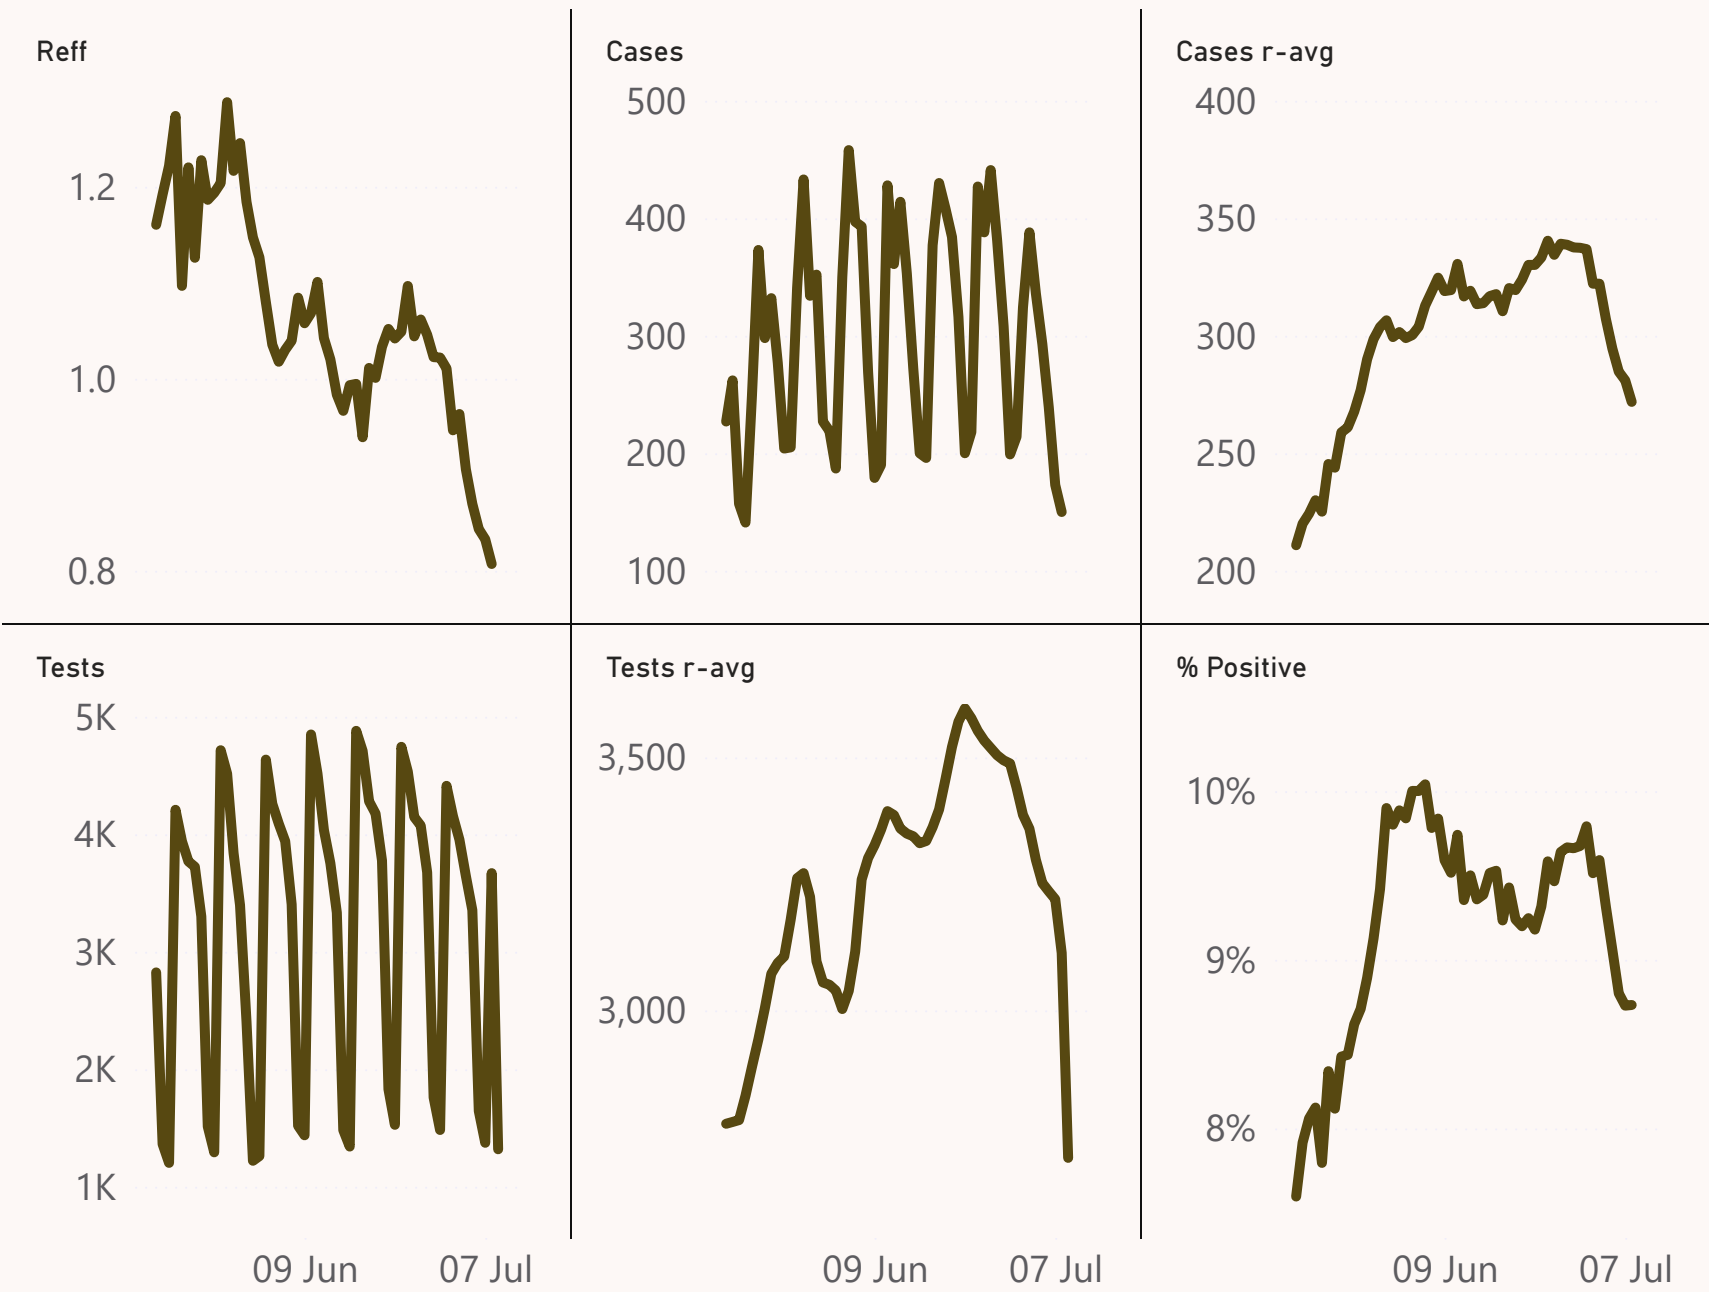 Reff
1.2
1.0
0.8
Cases
500
400
300
200
100
Cases r-avg
400
350
300
250
200
Tests
5K
4K
3K
2K
1K
09 Jun 07 Jul
Tests r-avg
3,500
3,000
09 Jun 07 Jul
% Positive
10%
9%
8%
09 Jun 07 Jul